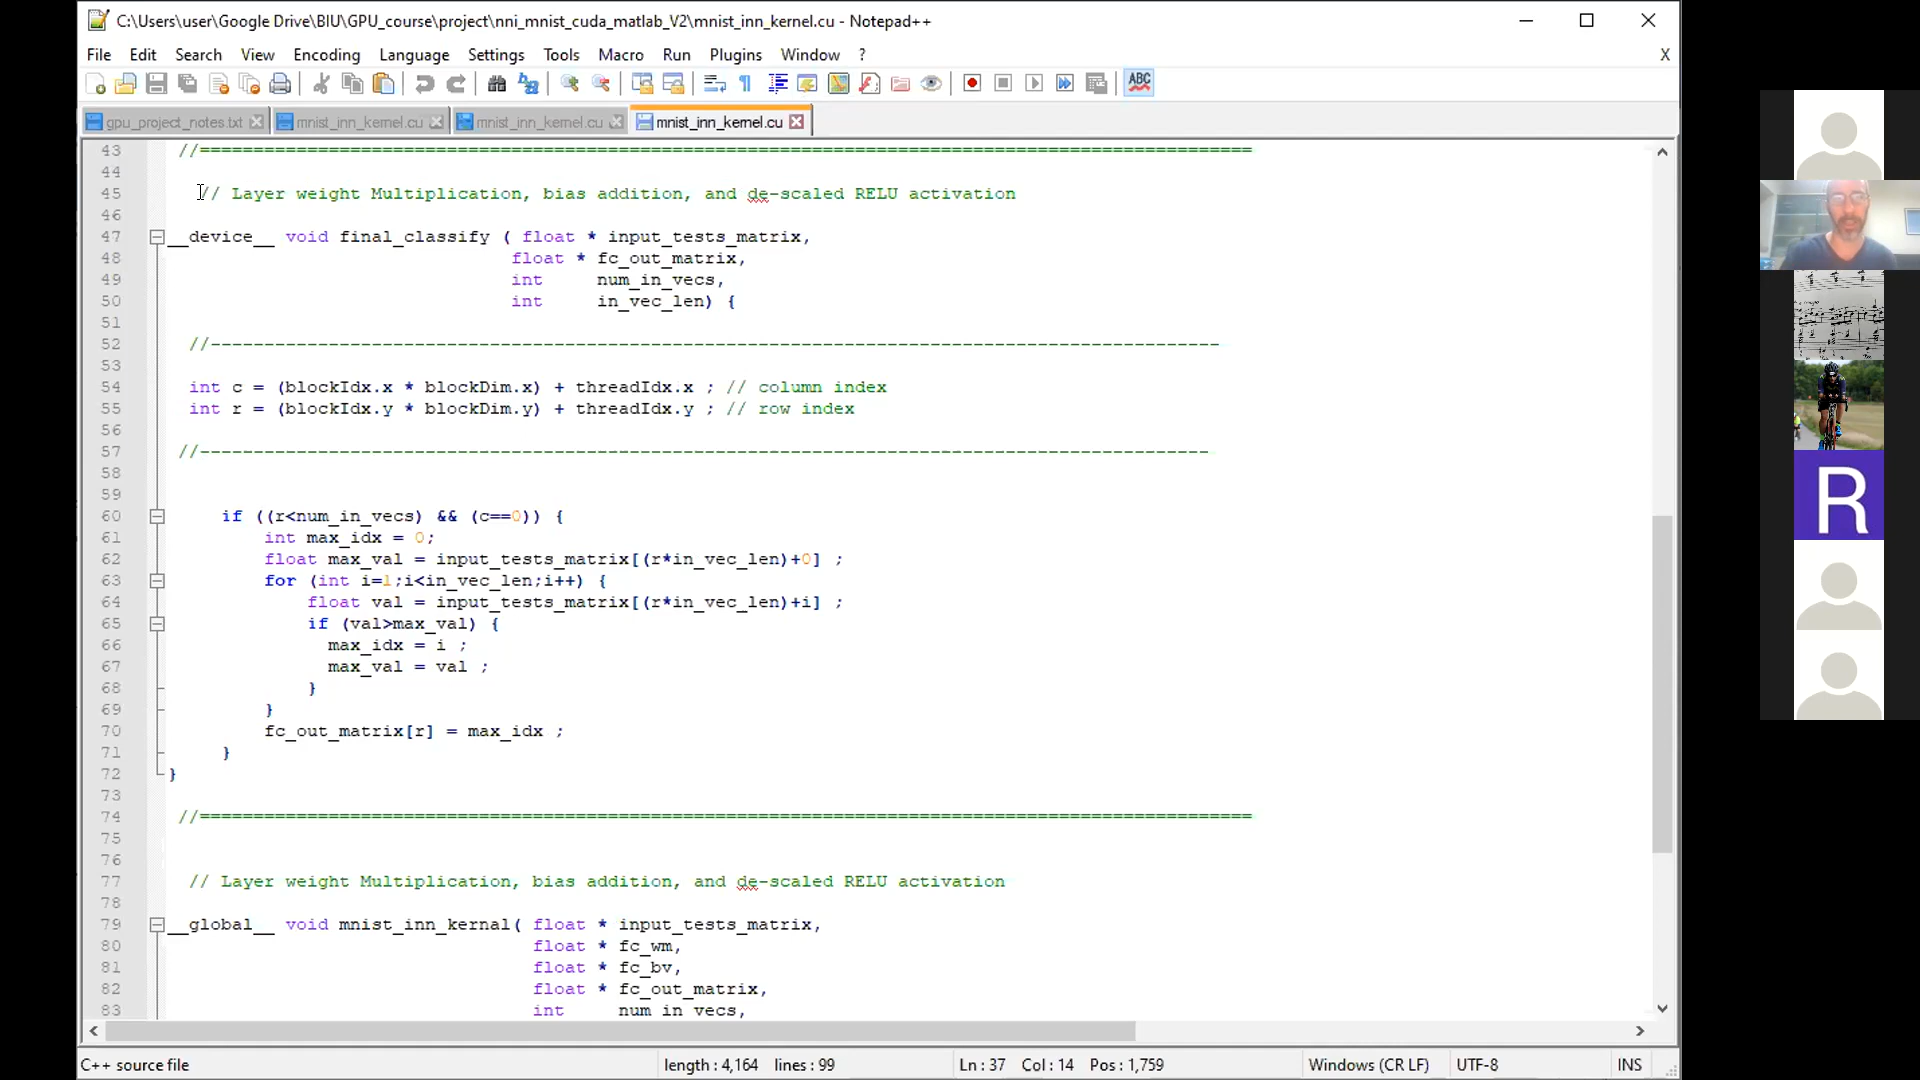 C:\Users\user\Google Drive\BIU\GPU_course\project\nni_mnist_cuda_matlab_V2\mnist_inn_kernel.cu - Notepad++
File Edit Search View Encoding Language Settings Tools Macro Run Plugins Window ? X
ABC
gpu_project_notes.txt mnist_inn_kernel.cu mnist_inn_kernel.cu mnist_inn_kernel.cu
43 //==================================================================================================
44
45 // Layer weight Multiplication, bias addition, and de-scaled RELU activation
46
47 __device__ void final_classify ( float * input_tests_matrix,
48 float * fc_out_matrix,
49 int num_in_vecs,
50 int in_vec_len) {
51
52 //----------------------------------------------------------------------------------------------
53
54 int c = (blockIdx.x * blockDim.x) + threadIdx.x ; // column index
55 int r = (blockIdx.y * blockDim.y) + threadIdx.y ; // row index
56
57 //----------------------------------------------------------------------------------------------
58
59
60 if ((r<num_in_vecs) && (c==0)) {
61 int max_idx = 0;
62 float max_val = input_tests_matrix[(r*in_vec_len)+0] ;
63 for (int i=1;i<in_vec_len;i++) {
64 float val = input_tests_matrix[(r*in_vec_len)+i] ;
65 if (val>max_val) {
66 max_idx = i ;
67 max_val = val ;
68 }
69 }
70 fc_out_matrix[r] = max_idx ;
71 }
72 }
73
74 //==================================================================================================
75
76
77 // Layer weight Multiplication, bias addition, and de-scaled RELU activation
78
79 __global__ void mnist_inn_kernal( float * input_tests_matrix,
80 float * fc_wm,
81 float * fc_bv,
82 float * fc_out_matrix,
83 int num_in_vecs,
C++ source file length : 4,164 lines : 99 Ln : 37 Col : 14 Pos : 1,759 Windows (CR LF) UTF-8 INS
R